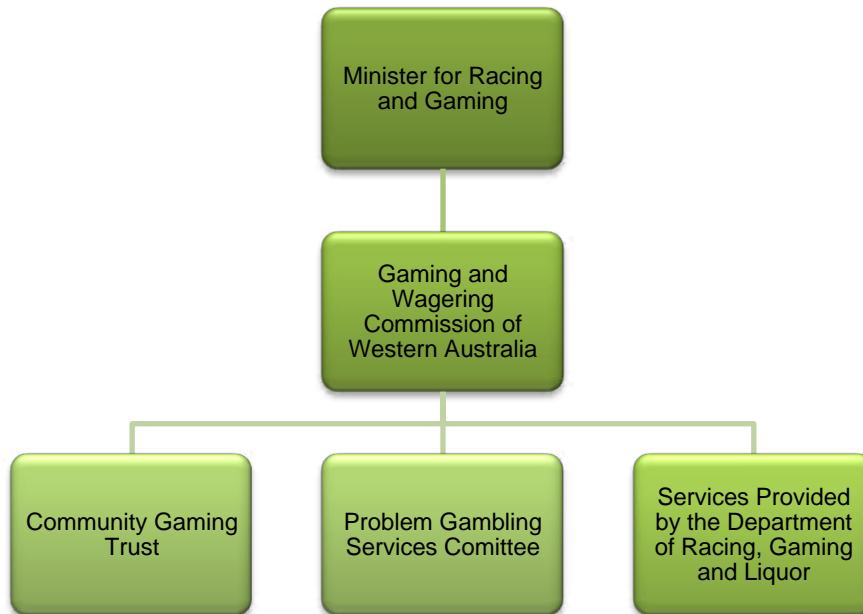 Minister for Racing
and Gaming
Gaming and
Wagering
Commission of
Western Australia
Community Gaming
Trust
Problem Gambling
Services Comittee
Services Provided
by the Department
of Racing, Gaming
and Liquor